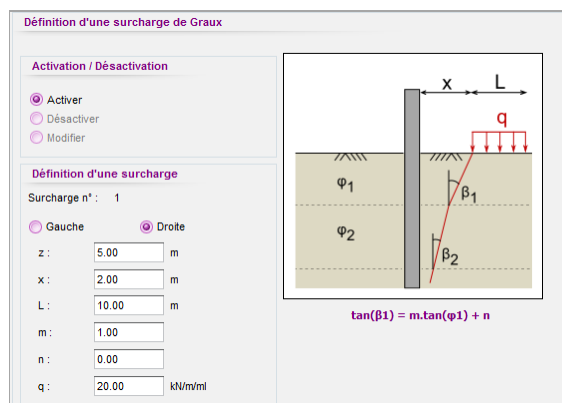 Définition d'une surcharge de Graux
Activation / Désactivation
Activer
Désactiver
Modifier
Définition d'une surcharge
Surcharge n° : 1
Gauche Droite
z : 5.00 m
x : 2.00 m
L : 10.00 m
m : 1.00
n : 0.00
q : 20.00 kN/m/ml
x L
q
φ1
β1
φ2
β2
tan(β1) = m.tan(φ1) + n